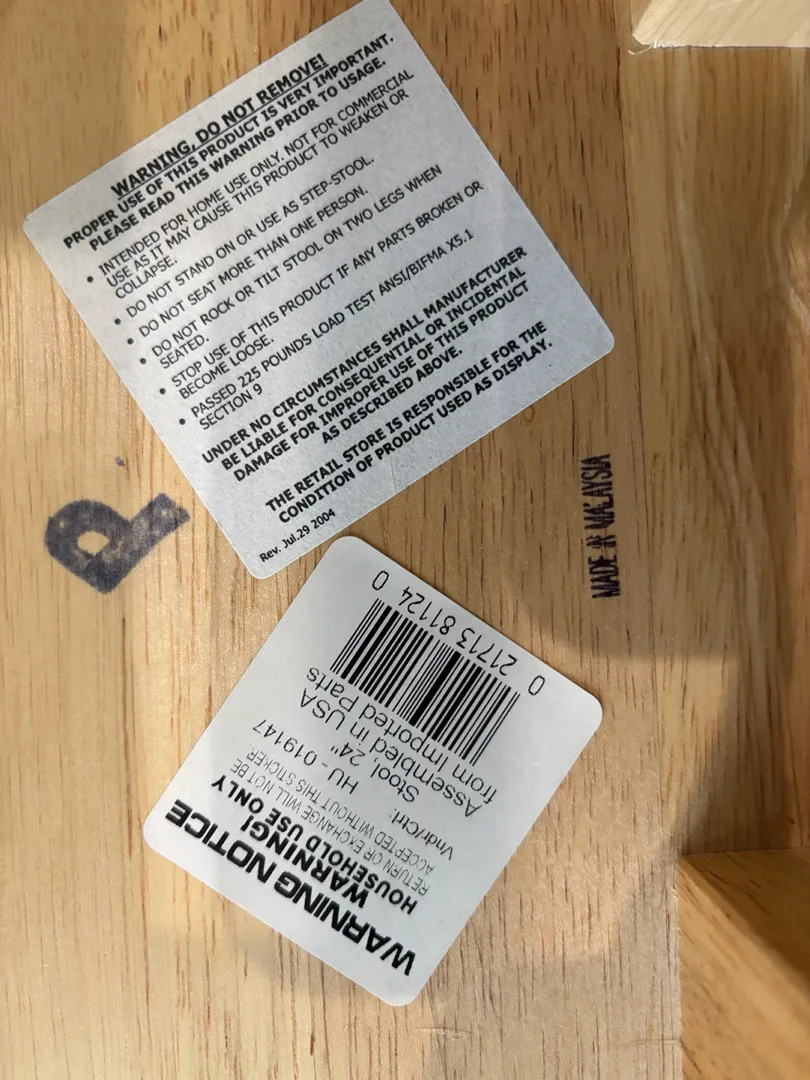 WARNING, DO NOT REMOVE!
PROPER USE OF THIS PRODUCT IS VERY IMPORTANT.
PLEASE READ THIS WARNING PRIOR TO USAGE.
• INTENDED FOR HOME USE ONLY. NOT FOR COMMERCIAL
USE AS IT MAY CAUSE THIS PRODUCT TO WEAKEN OR
COLLAPSE.
• DO NOT STAND ON OR USE AS STEP-STOOL.
• DO NOT SEAT MORE THAN ONE PERSON.
• DO NOT ROCK OR TILT STOOL ON TWO LEGS WHEN
SEATED.
• STOP USE OF THIS PRODUCT IF ANY PARTS BROKEN OR
BECOME LOOSE.
• PASSED 225 POUNDS LOAD TEST ANSI/BIFMA X5.1
SECTION 9
UNDER NO CIRCUMSTANCES SHALL MANUFACTURER
BE LIABLE FOR CONSEQUENTIAL OR INCIDENTAL
DAMAGE FOR IMPROPER USE OF THIS PRODUCT
AS DESCRIBED ABOVE.
THE RETAIL STORE IS RESPONSIBLE FOR THE
CONDITION OF PRODUCT USED AS DISPLAY.
Rev. Jul.29 2004
P
MADE IN MALAYSIA
WARNING NOTICE
WARNING!
HOUSEHOLD USE ONLY
RETURN OR EXCHANGE WILL NOT BE
ACCEPTED WITHOUT THIS STICKER.
Vndr/Ctrl: HU - 019147
Stool, 24"
Assembled in USA
from Imported Parts
0 21713 81124 0